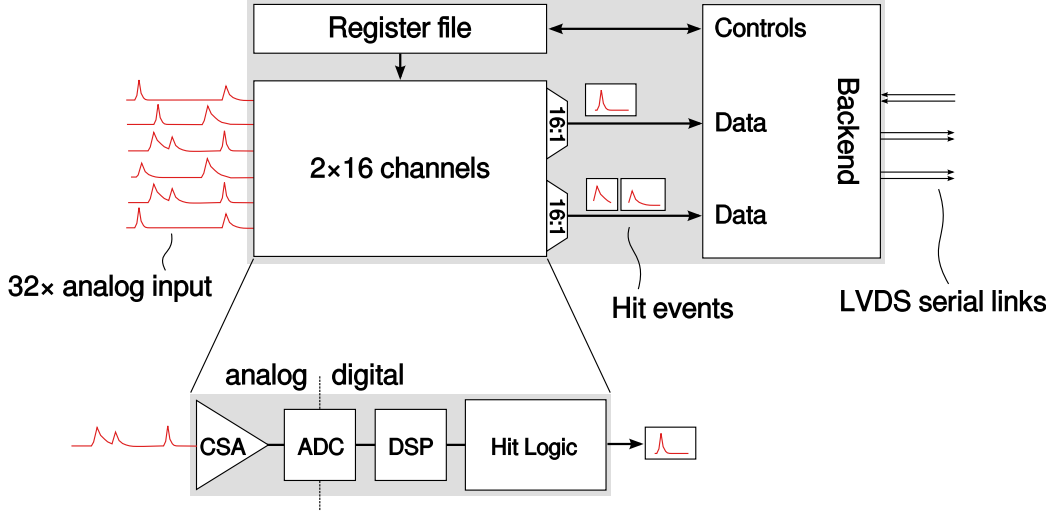 Register file
Controls
16:1
Data
Backend
2×16 channels
16:1
Data
32× analog input
Hit events
LVDS serial links
analog
digital
CSA
ADC
DSP
Hit Logic